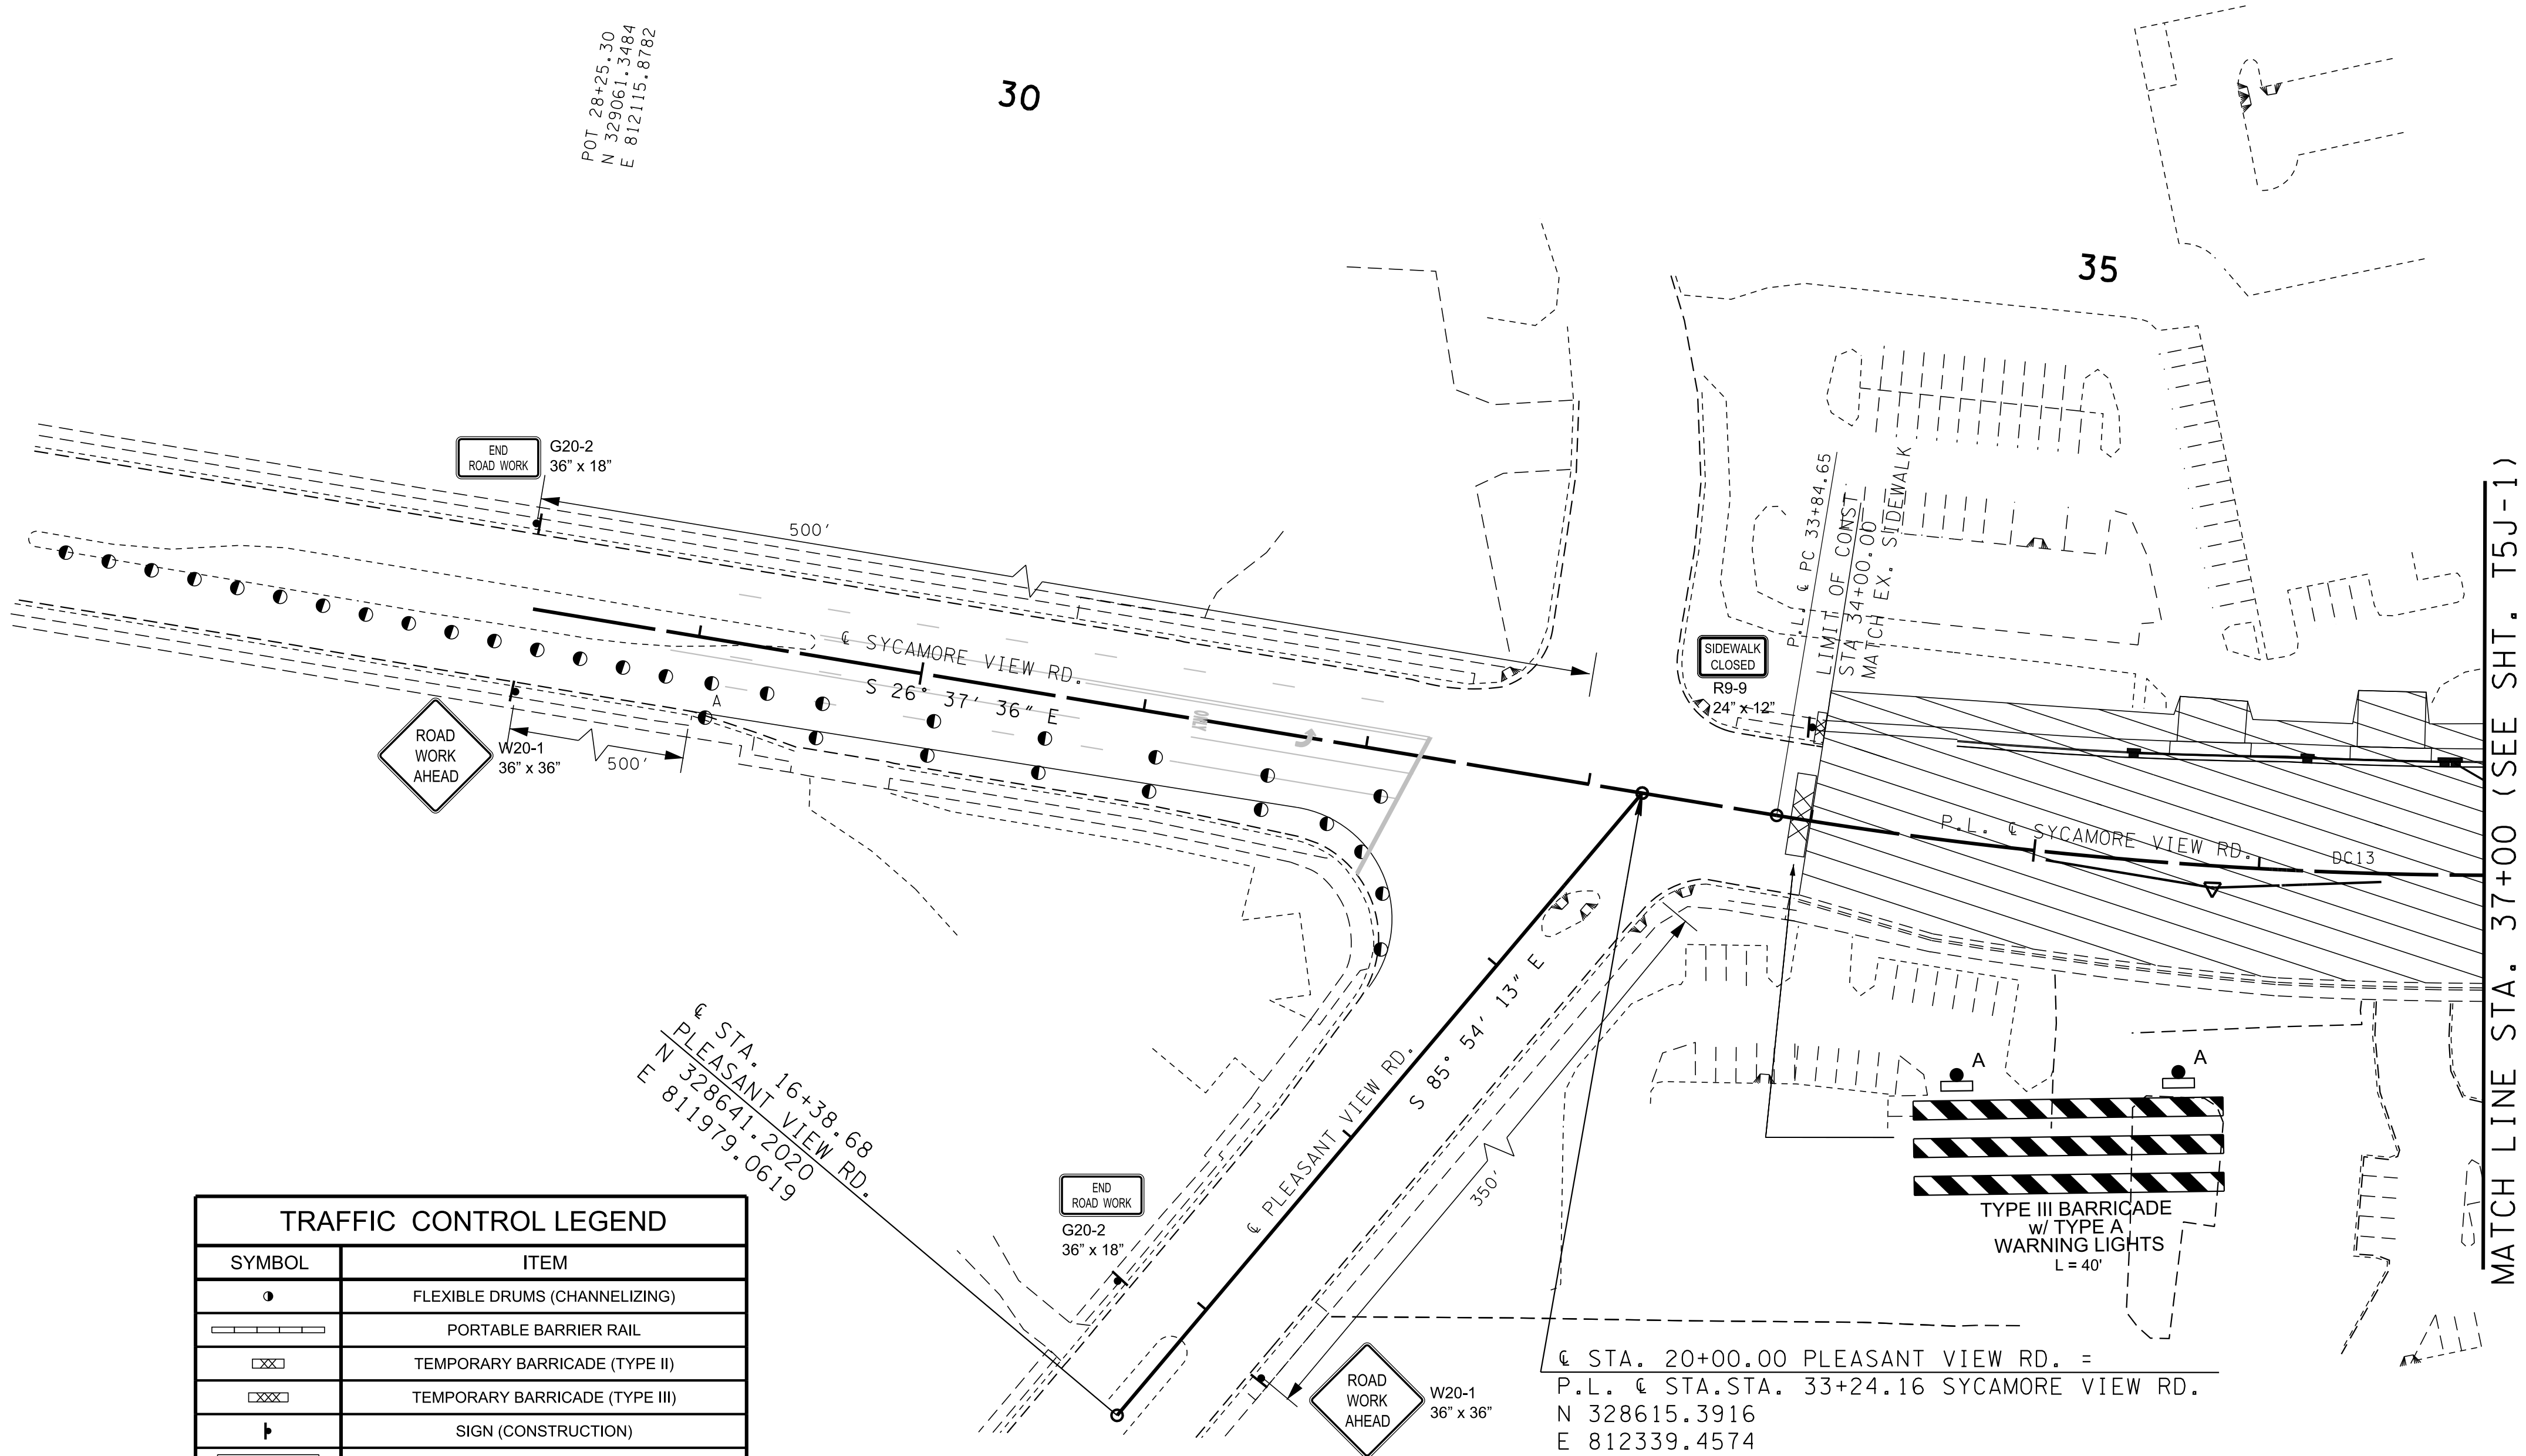 POT 28+25.30
N 329061.3484
E 812115.8782
30
35
END
ROAD WORK
G20-2
36” x 18”
500'
℄ SYCAMORE VIEW RD.
S 26° 37' 36" E
A
ROAD
WORK
AHEAD
W20-1
36” x 36”
500'
ONLY
SIDEWALK
CLOSED
R9-9
24” x 12”
P.L. ℄ PC 33+84.65
LIMIT OF CONST
STA 34+00.00
MATCH EX. SIDEWALK
P.L. ℄ SYCAMORE VIEW RD.
DC13
MATCH LINE STA. 37+00 (SEE SHT. T5J-1)
℄ STA. 16+38.68
PLEASANT VIEW RD.
N 328641.2020
E 811979.0619
℄ PLEASANT VIEW RD.
S 85° 54' 13" E
350'
END
ROAD WORK
G20-2
36” x 18”
A
A
TYPE III BARRICADE
w/ TYPE A
WARNING LIGHTS
L = 40'
ROAD
WORK
AHEAD
W20-1
36” x 36”
℄ STA. 20+00.00 PLEASANT VIEW RD. =
P.L. ℄ STA.STA. 33+24.16 SYCAMORE VIEW RD.
N 328615.3916
E 812339.4574
TRAFFIC CONTROL LEGEND
SYMBOL ITEM
FLEXIBLE DRUMS (CHANNELIZING)
PORTABLE BARRIER RAIL
TEMPORARY BARRICADE (TYPE II)
TEMPORARY BARRICADE (TYPE III)
SIGN (CONSTRUCTION)